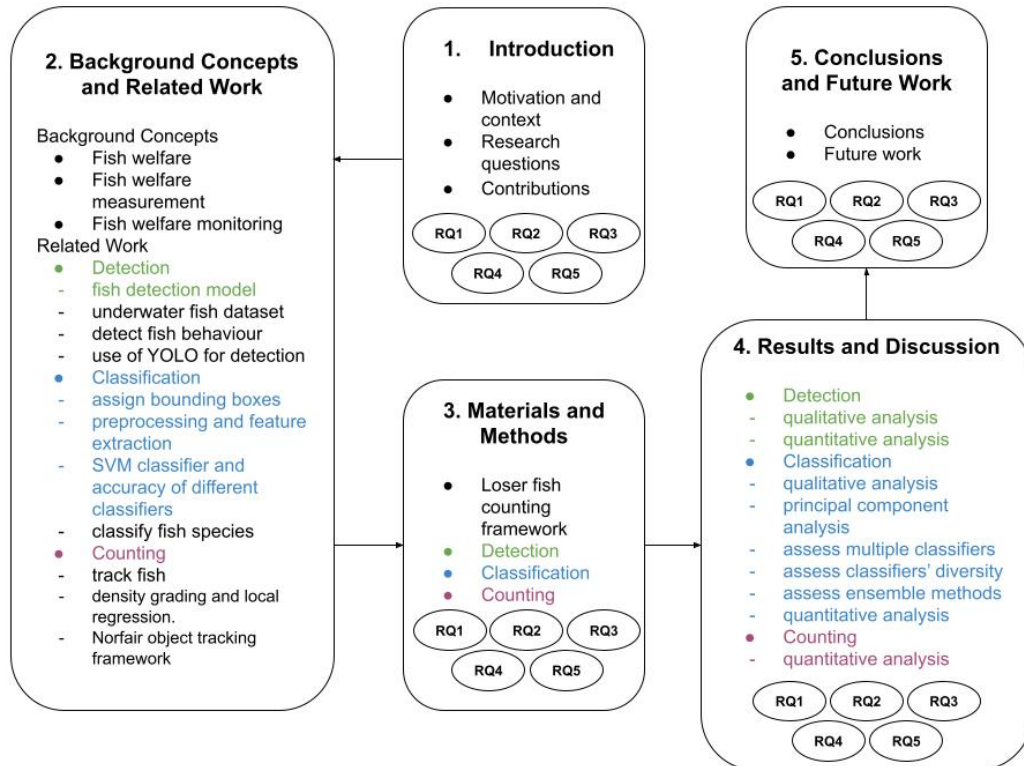 2. Background Concepts
and Related Work
Background Concepts
● Fish welfare
● Fish welfare
measurement
● Fish welfare monitoring
Related Work
● Detection
- fish detection model
- underwater fish dataset
- detect fish behaviour
- use of YOLO for detection
● Classification
- assign bounding boxes
- preprocessing and feature
extraction
- SVM classifier and
accuracy of different
classifiers
- classify fish species
● Counting
- track fish
- density grading and local
regression.
- Norfair object tracking
framework
1. Introduction
● Motivation and
context
● Research
questions
● Contributions
RQ1 RQ2 RQ3
RQ4 RQ5
3. Materials and
Methods
● Loser fish
counting
framework
● Detection
● Classification
● Counting
RQ1 RQ2 RQ3
RQ4 RQ5
5. Conclusions
and Future Work
● Conclusions
● Future work
RQ1 RQ2 RQ3
RQ4 RQ5
4. Results and Discussion
● Detection
- qualitative analysis
- quantitative analysis
● Classification
- qualitative analysis
- principal component
analysis
- assess multiple classifiers
- assess classifiers' diversity
- assess ensemble methods
- quantitative analysis
● Counting
- quantitative analysis
RQ1 RQ2 RQ3
RQ4 RQ5